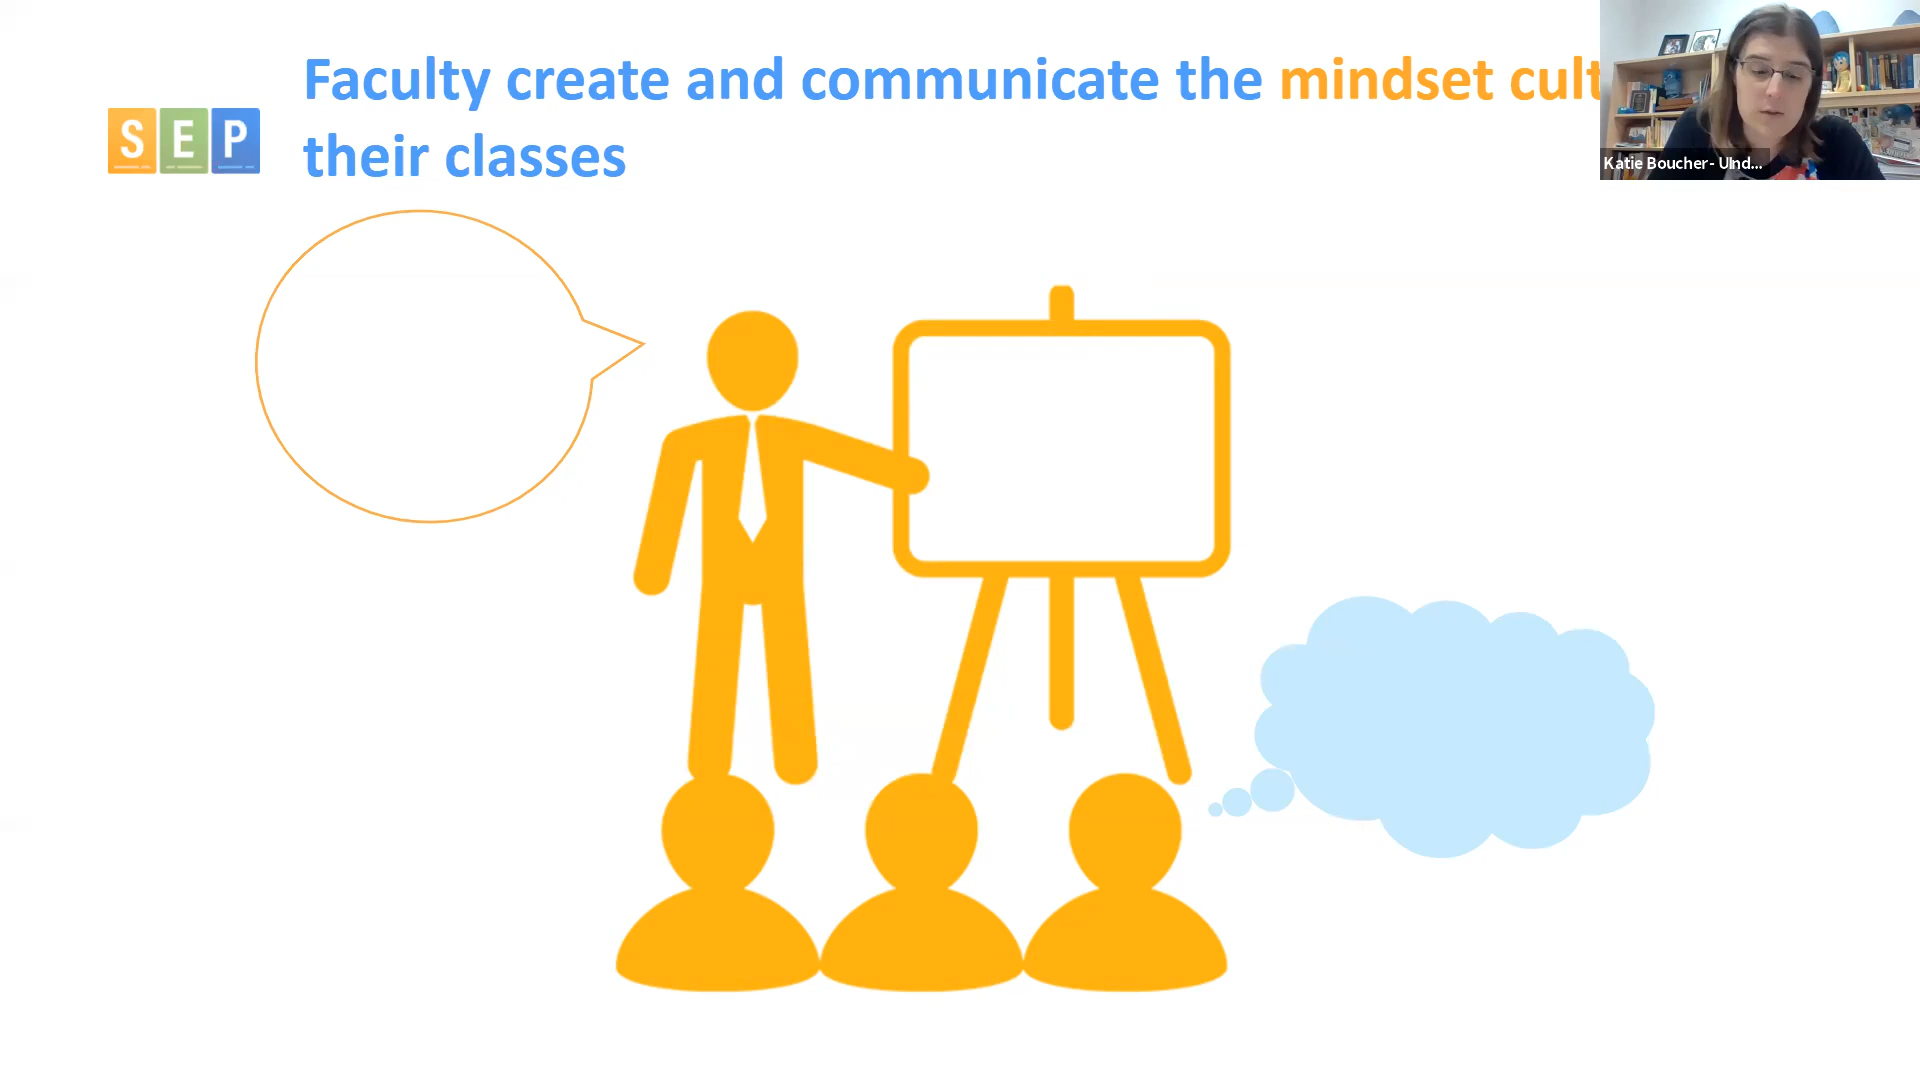 Faculty create and communicate the mindset cult
their classes
SEP
Katie Boucher- UInd...